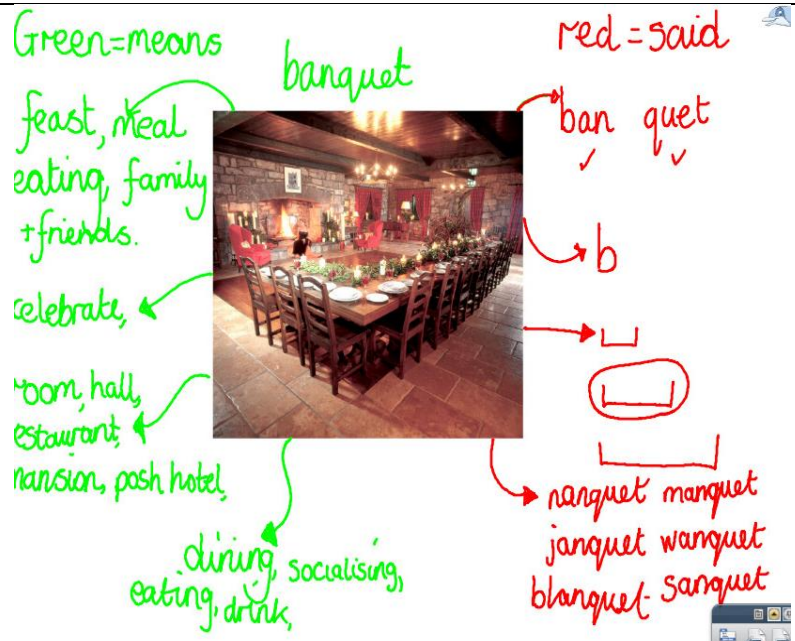 Green=means
banquet
feast, meal
eating, family
+friends.
celebrate,
room, hall,
restaurant,
mansion, posh hotel,
dining, socialising,
eating, drink,
red = said
ban quet
b
nanquet manquet
janquet wanquet
blanquet sanquet